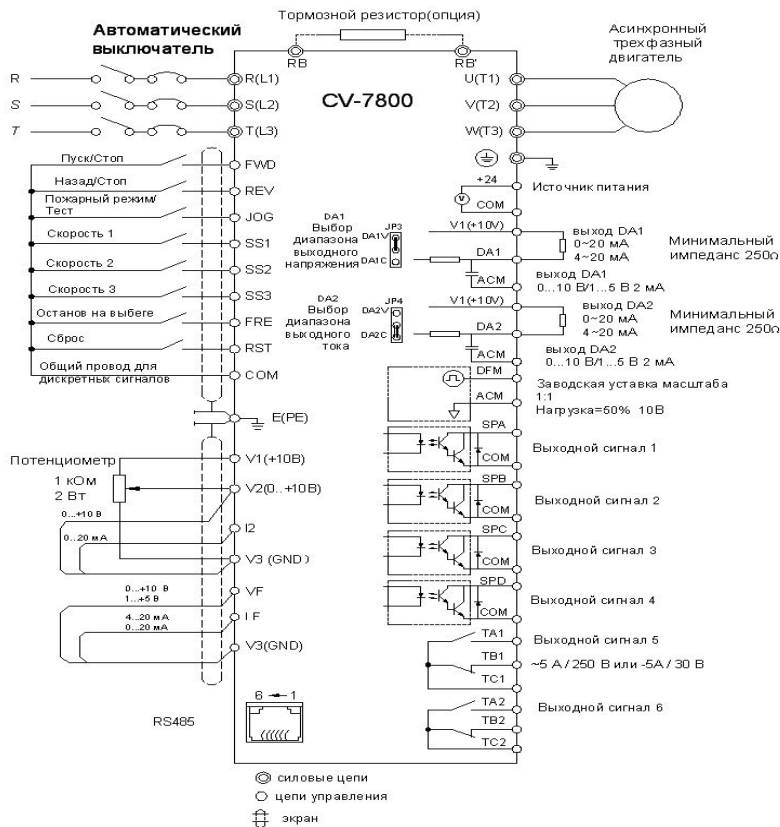 Тормозной резистор(опция)
Автоматический
выключатель
Асинхронный
трехфазный
двигатель
RB
RB'
R
R(L1)
CV-7800
U(T1)
S
S(L2)
V(T2)
T
T(L3)
W(T3)
Пуск/Стоп
FWD
Назад/Стоп
REV
Пожарный режим/
Тест
JOG
Скорость 1
SS1
Скорость 2
SS2
Скорость 3
SS3
Останов на выбеге
FRE
Сброс
RST
Общий провод для
дискретных сигналов
COM
E(PE)
+24
V
COM
Источник питания
DA1
Выбор
диапазона
выходного
напряжения
JP3
DA1V
DA1C
V1(+10V)
DA1
ACM
выход DA1
0~20 мА
4~20 мА
Минимальный
импеданс 250Ω
выход DA1
0...10 В/1...5 В 2 мА
DA2
Выбор
диапазона
выходного
тока
JP4
DA2V
DA2C
V1(+10V)
DA2
ACM
выход DA2
0~20 мА
4~20 мА
Минимальный
импеданс 250Ω
выход DA2
0...10 В/1...5 В 2 мА
DFM
ACM
Заводская уставка масштаба
1:1
Нагрузка=50% 10В
SPA
COM
Выходной сигнал 1
SPB
COM
Выходной сигнал 2
SPC
COM
Выходной сигнал 3
SPD
COM
Выходной сигнал 4
TA1
Выходной сигнал 5
TB1
~5 А / 250 В или -5А / 30 В
TC1
TA2
Выходной сигнал 6
TB2
TC2
Потенциометр
1 кОм
2 Вт
V1(+10В)
V2(0...+10В)
0...+10 В
I2
0...20 мА
V3 (GND)
0...+10 В
1...+5 В
VF
4...20 мА
0...20 мА
IF
V3(GND)
6
1
RS485
силовые цепи
цепи управления
экран